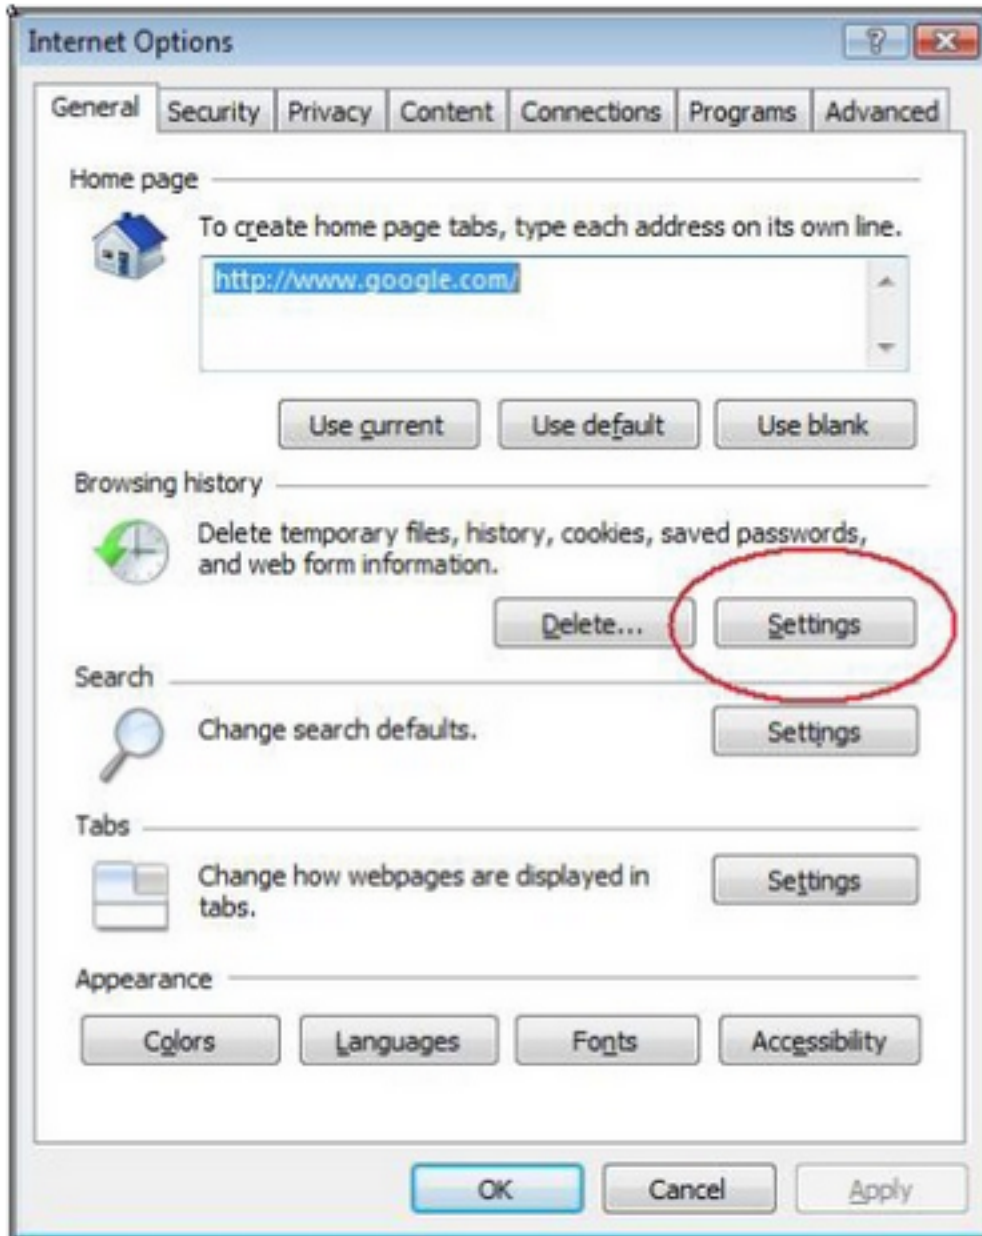 Internet Options
General Security Privacy Content Connections Programs Advanced
Home page
To create home page tabs, type each address on its own line.
http://www.google.com/
Use current Use default Use blank
Browsing history
Delete temporary files, history, cookies, saved passwords,
and web form information.
Delete... Settings
Search
Change search defaults. Settings
Tabs
Change how webpages are displayed in
tabs.
Settings
Appearance
Colors Languages Fonts Accessibility
OK Cancel Apply